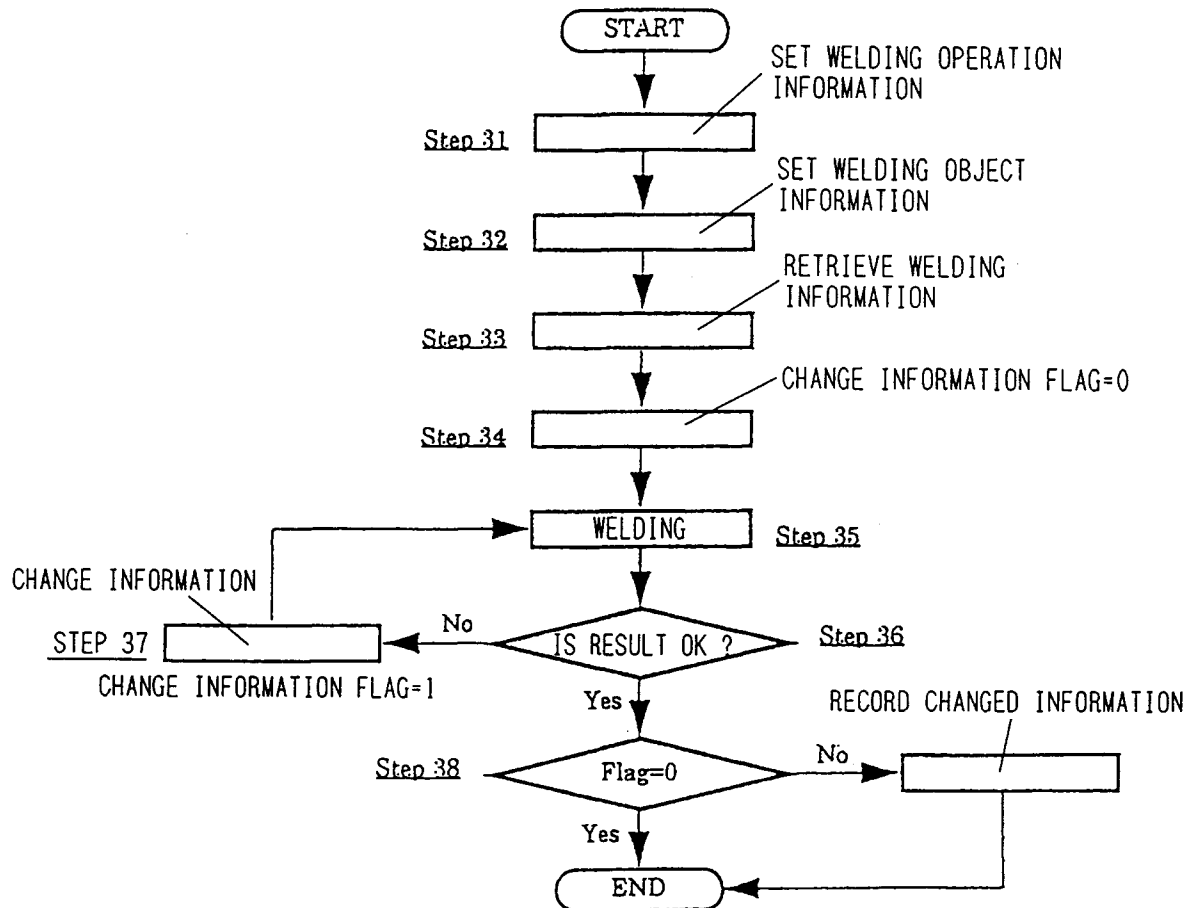 START
SET WELDING OPERATION
INFORMATION
Step 31
SET WELDING OBJECT
INFORMATION
Step 32
RETRIEVE WELDING
INFORMATION
Step 33
CHANGE INFORMATION FLAG=0
Step 34
WELDING
Step 35
CHANGE INFORMATION
STEP 37
No
IS RESULT OK ?
Step 36
CHANGE INFORMATION FLAG=1
Yes
RECORD CHANGED INFORMATION
Step 38
Flag=0
No
Yes
END